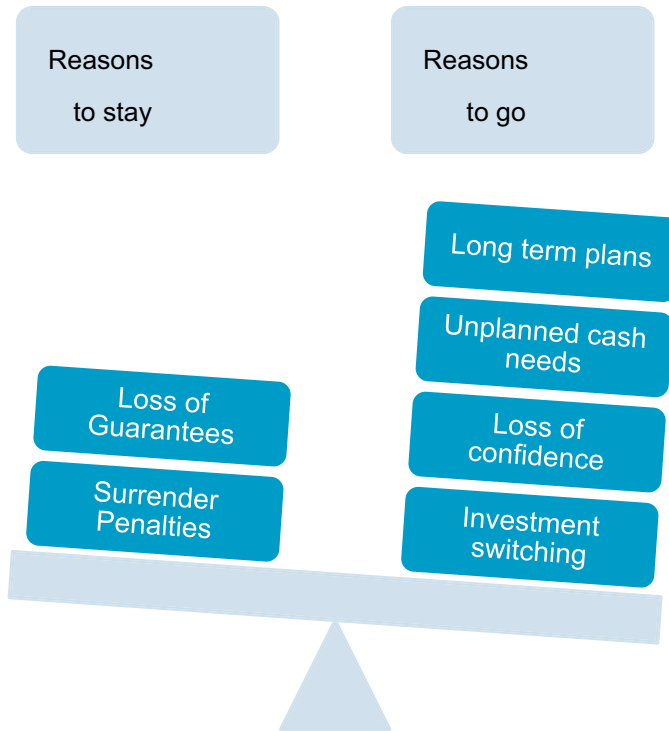 Reasons
to stay
Reasons
to go
Long term plans
Unplanned cash
needs
Loss of
Guarantees
Loss of
confidence
Surrender
Penalties
Investment
switching